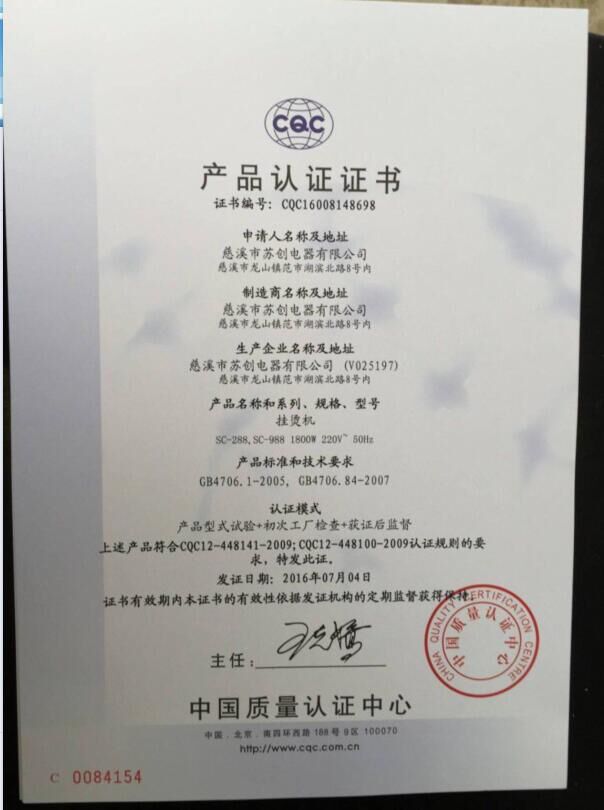 CQC
产品认证证书
证书编号: CQC16008148698
申请人名称及地址
慈溪市苏创电器有限公司
慈溪市龙山镇范市湖滨北路8号内
制造商名称及地址
慈溪市苏创电器有限公司
慈溪市龙山镇范市湖滨北路8号内
生产企业名称及地址
慈溪市苏创电器有限公司 (V025197)
慈溪市龙山镇范市湖滨北路8号内
产品名称和系列、规格、型号
挂烫机
SC-288,SC-988 1800W 220V~ 50Hz
产品标准和技术要求
GB4706.1-2005, GB4706.84-2007
认证模式
产品型式试验+初次工厂检查+获证后监督
上述产品符合CQC12-448141-2009;CQC12-448100-2009认证规则的要
求，特发此证。
发证日期: 2016年07月04日
证书有效期内本证书的有效性依据发证机构的定期监督获得保持。
CHINA QUALITY CERTIFICATION CENTRE
中国质量认证中心
主任:
中国质量认证中心
中国.北京.南四环西路188号9区 100070
http://www.cqc.com.cn
C 0084154